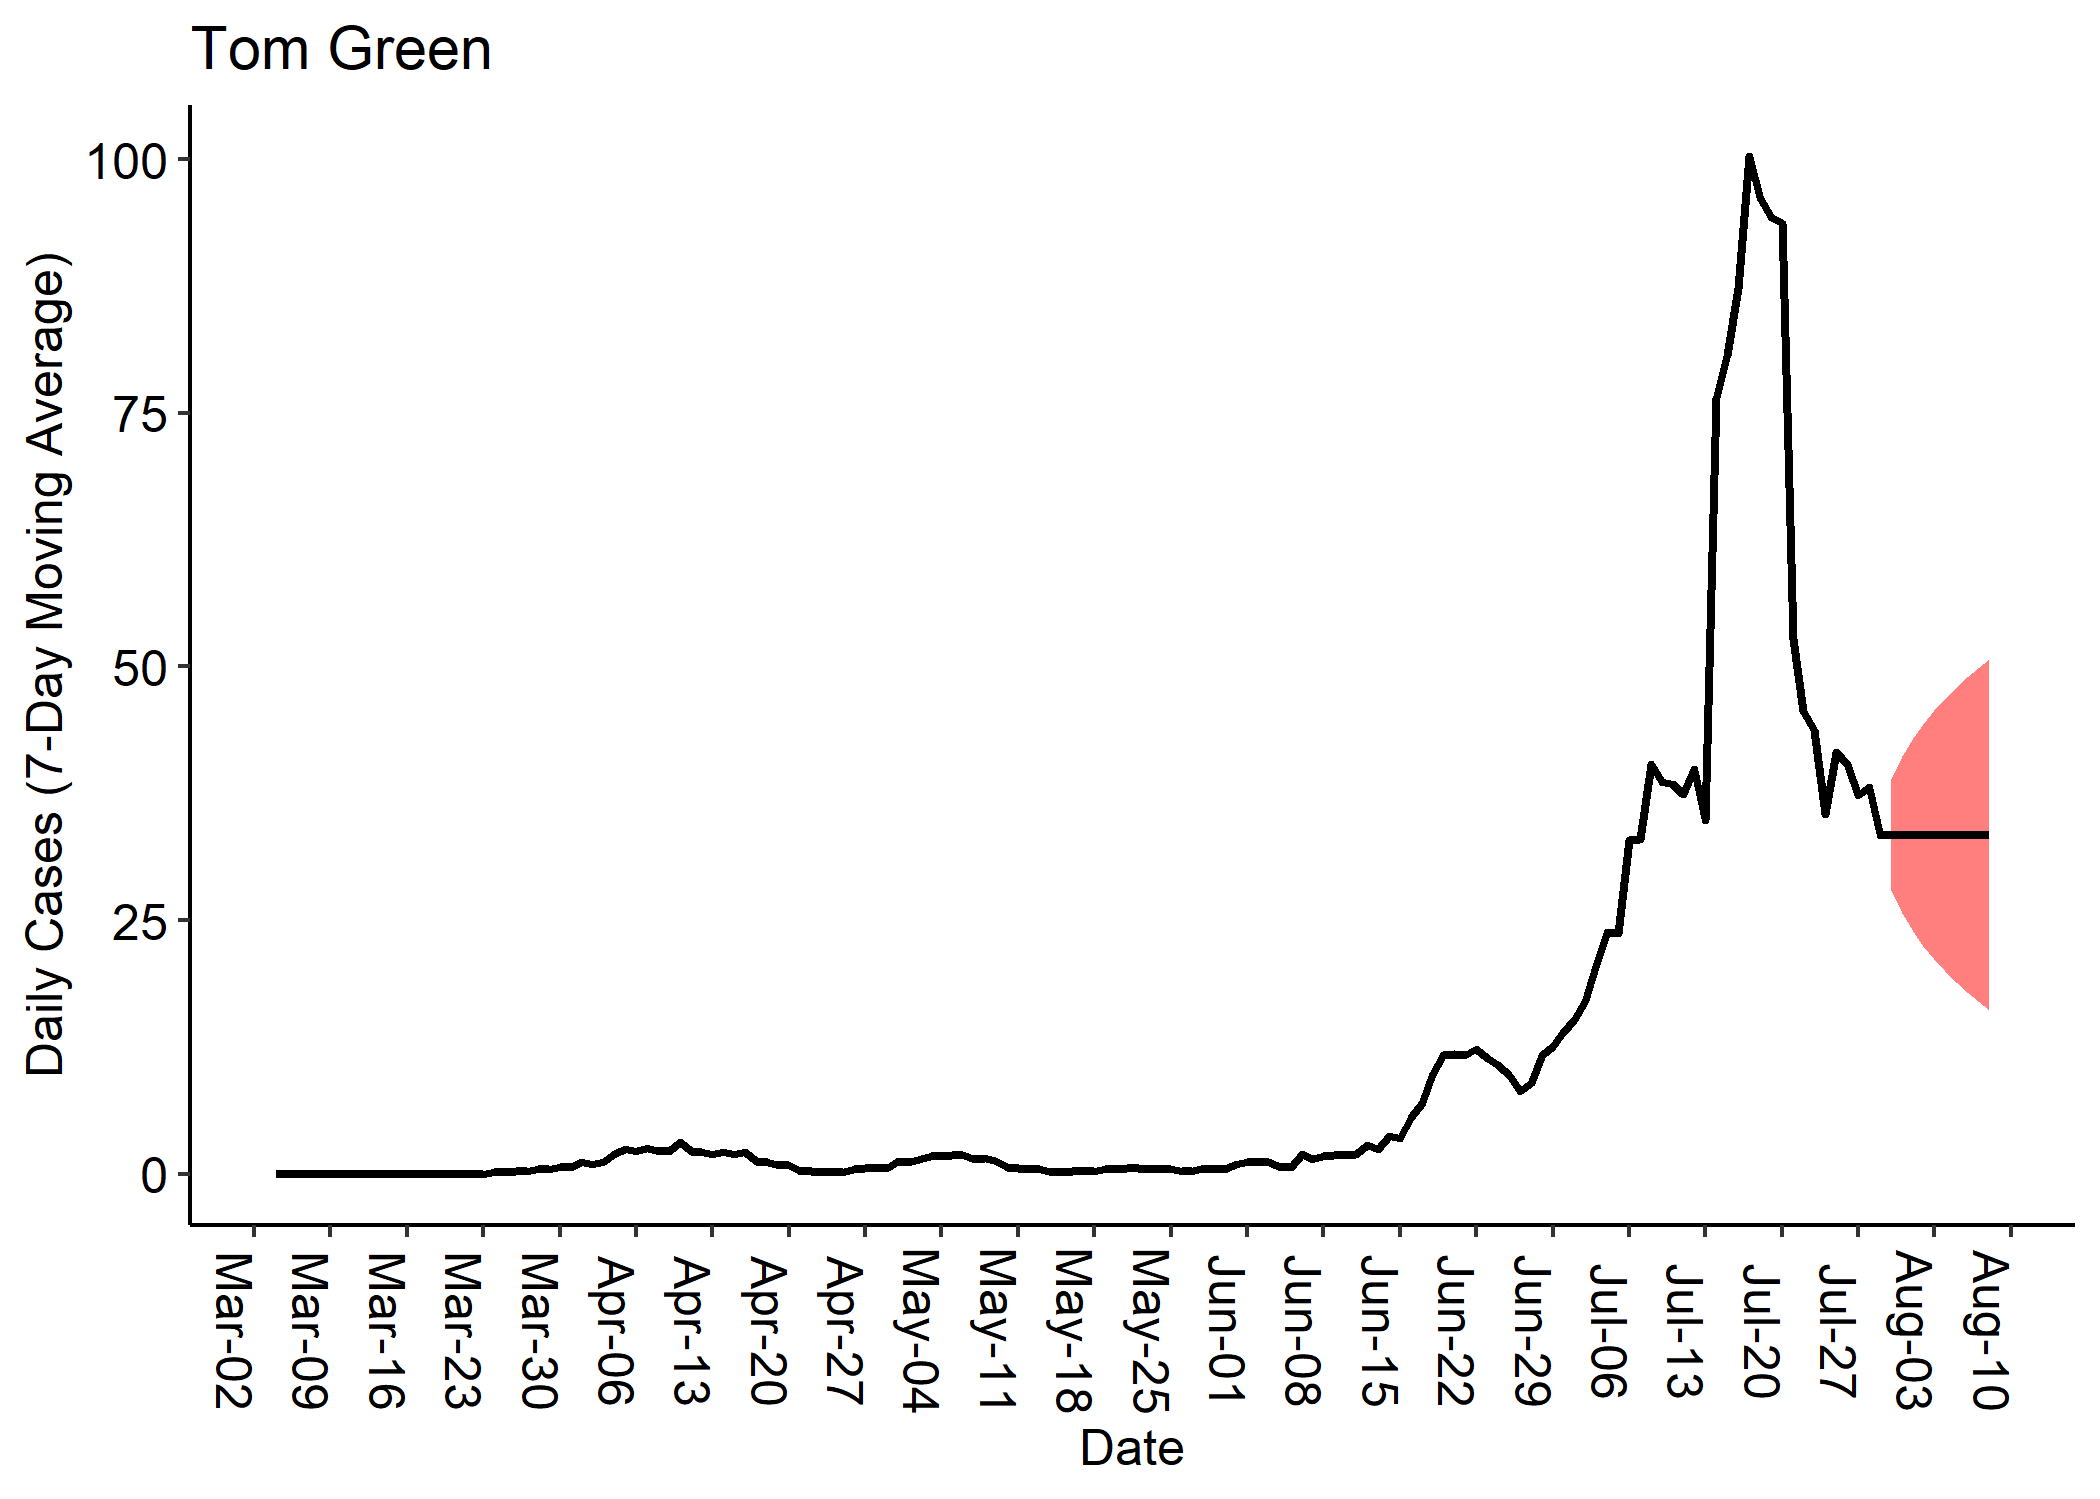 Tom Green
Daily Cases (7-Day Moving Average)
100
75
50
25
0
Mar-02
Mar-09
Mar-16
Mar-23
Mar-30
Apr-06
Apr-13
Apr-20
Apr-27
May-04
May-11
May-18
May-25
Jun-01
Jun-08
Jun-15
Jun-22
Jun-29
Jul-06
Jul-13
Jul-20
Jul-27
Aug-03
Aug-10
Date